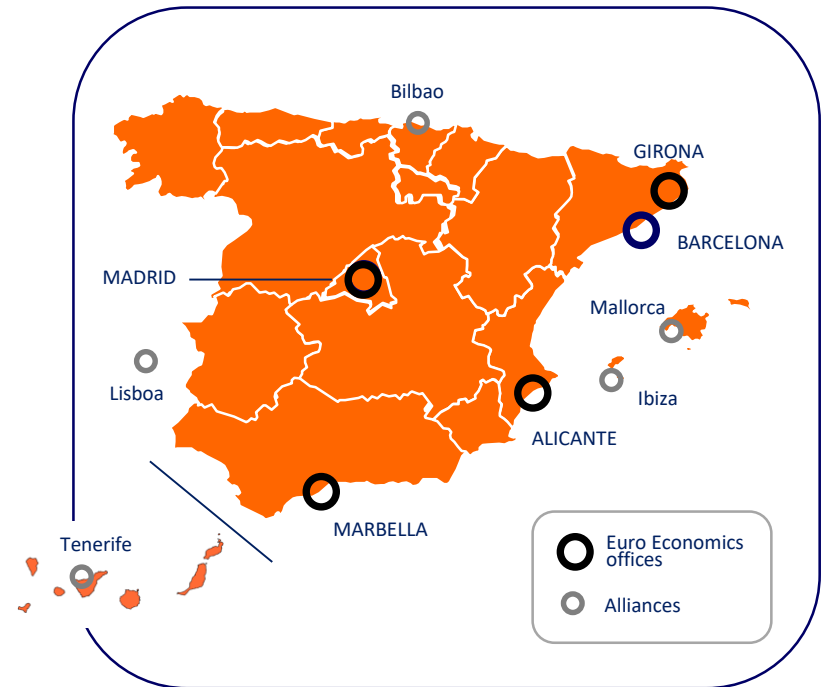 Bilbao
GIRONA
BARCELONA
MADRID
Mallorca
Lisboa
Ibiza
ALICANTE
MARBELLA
Tenerife
Euro Economics
offices
Alliances